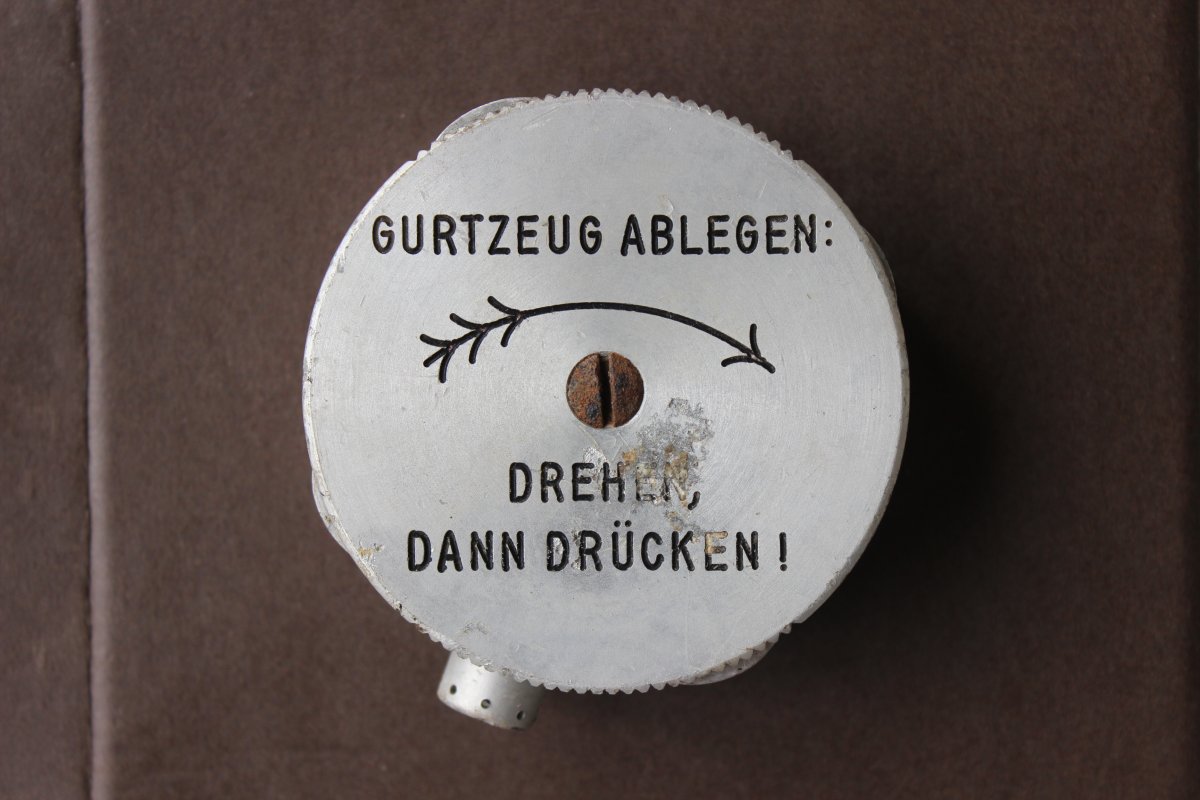 GURTZEUG ABLEGEN:
DREHEN,
DANN DRÜCKEN !